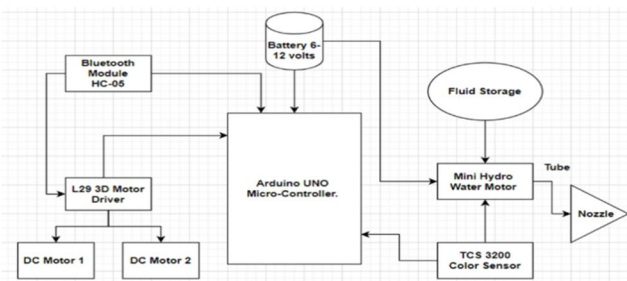 Battery 6-
12 volts
Bluetooth
Module
HC-05
Fluid Storage
Arduino UNO
Micro-Controller.
L29 3D Motor
Driver
Mini Hydro
Water Motor
Tube
Nozzle
DC Motor 1
DC Motor 2
TCS 3200
Color Sensor